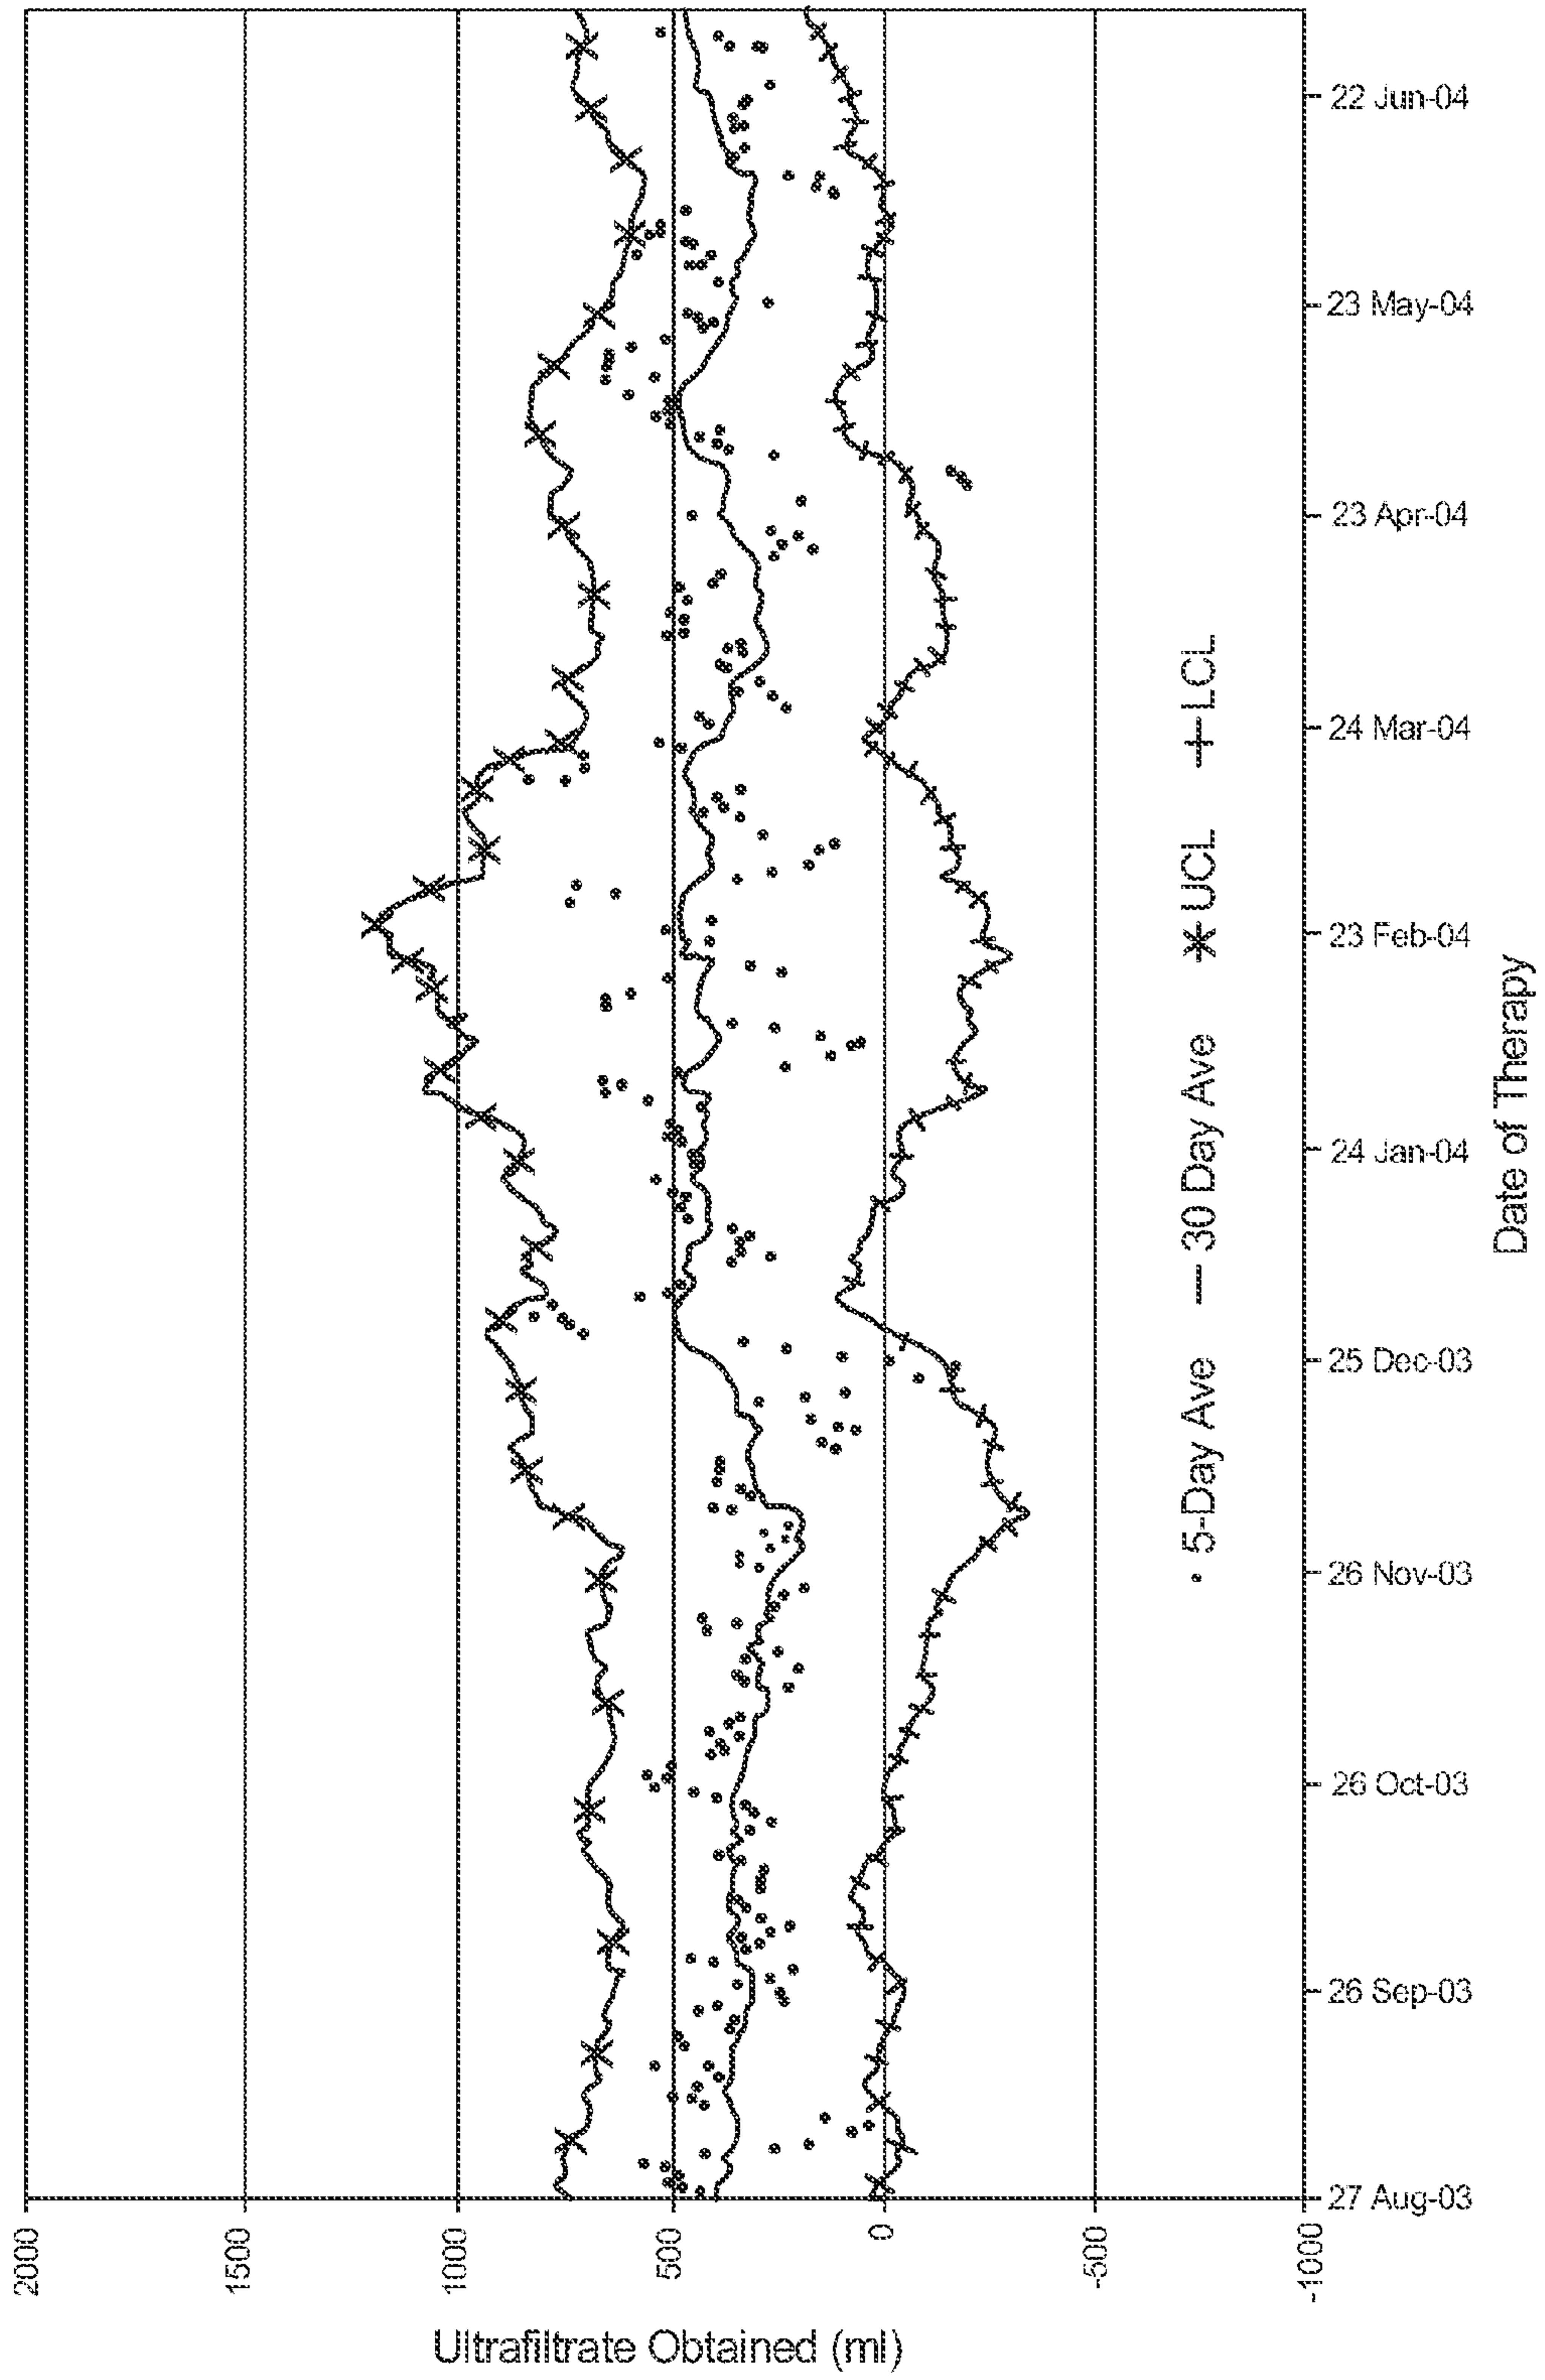 2000
1500
1000
500
0
-500
-1000
Ultrafiltrate Obtained (ml)
27 Aug-03
26 Sep-03
26 Oct-03
26 Nov-03
25 Dec-03
24 Jan-04
23 Feb-04
24 Mar-04
23 Apr-04
23 May-04
22 Jun-04
Date of Therapy
5-Day Ave 30 Day Ave UCL LCL